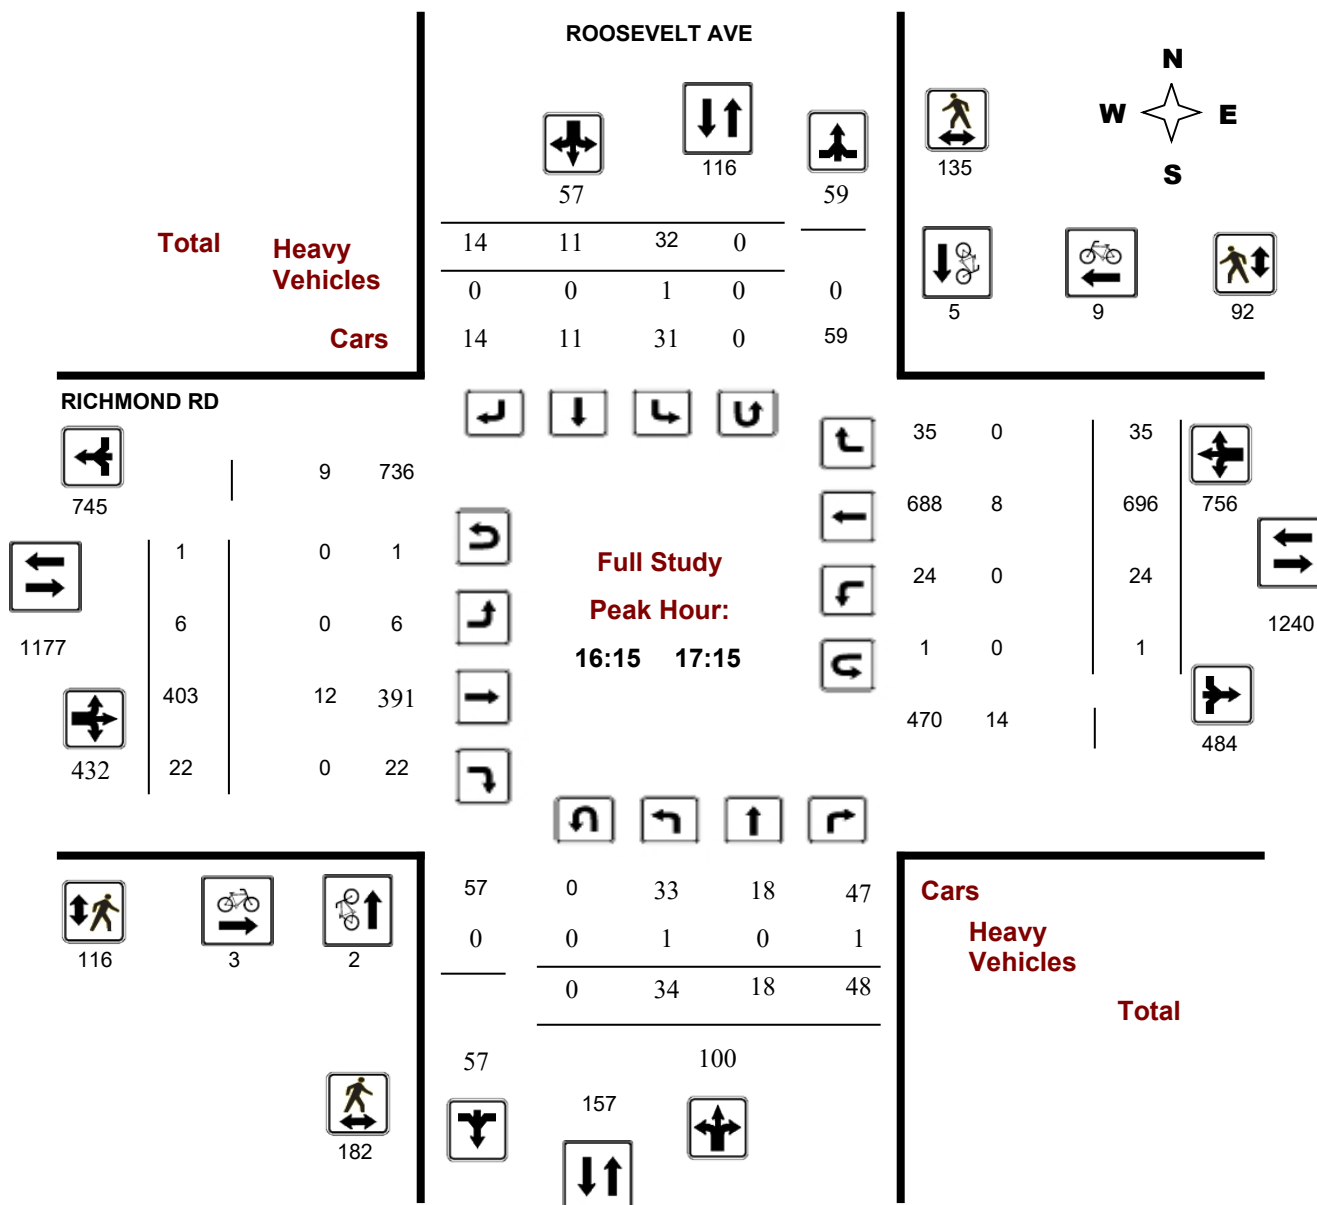 ROOSEVELT AVE
N
W E
S
116
135
57 59
Total Heavy
Vehicles
Cars
14 11 32 0
0 0 1 0 0
14 11 31 0 59
5 9 92
RICHMOND RD
745
9 736
1 0 1
1177
6 0 6
403 12 391
432
22 0 22
Full Study
Peak Hour:
16:15 17:15
35 0 35
688 8 696 756
24 0 24
1240
1 0 1
470 14
484
116 3 2
57 0 33 18 47
0 0 1 0 1
0 34 18 48
Cars
Heavy
Vehicles
Total
57 100
157
182